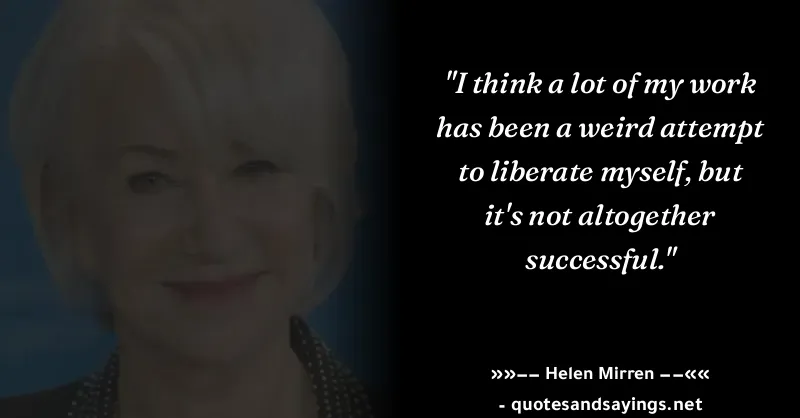 "I think a lot of my work
has been a weird attempt
to liberate myself, but
it's not altogether
successful."
»»−− Helen Mirren −−««
- quotesandsayings.net